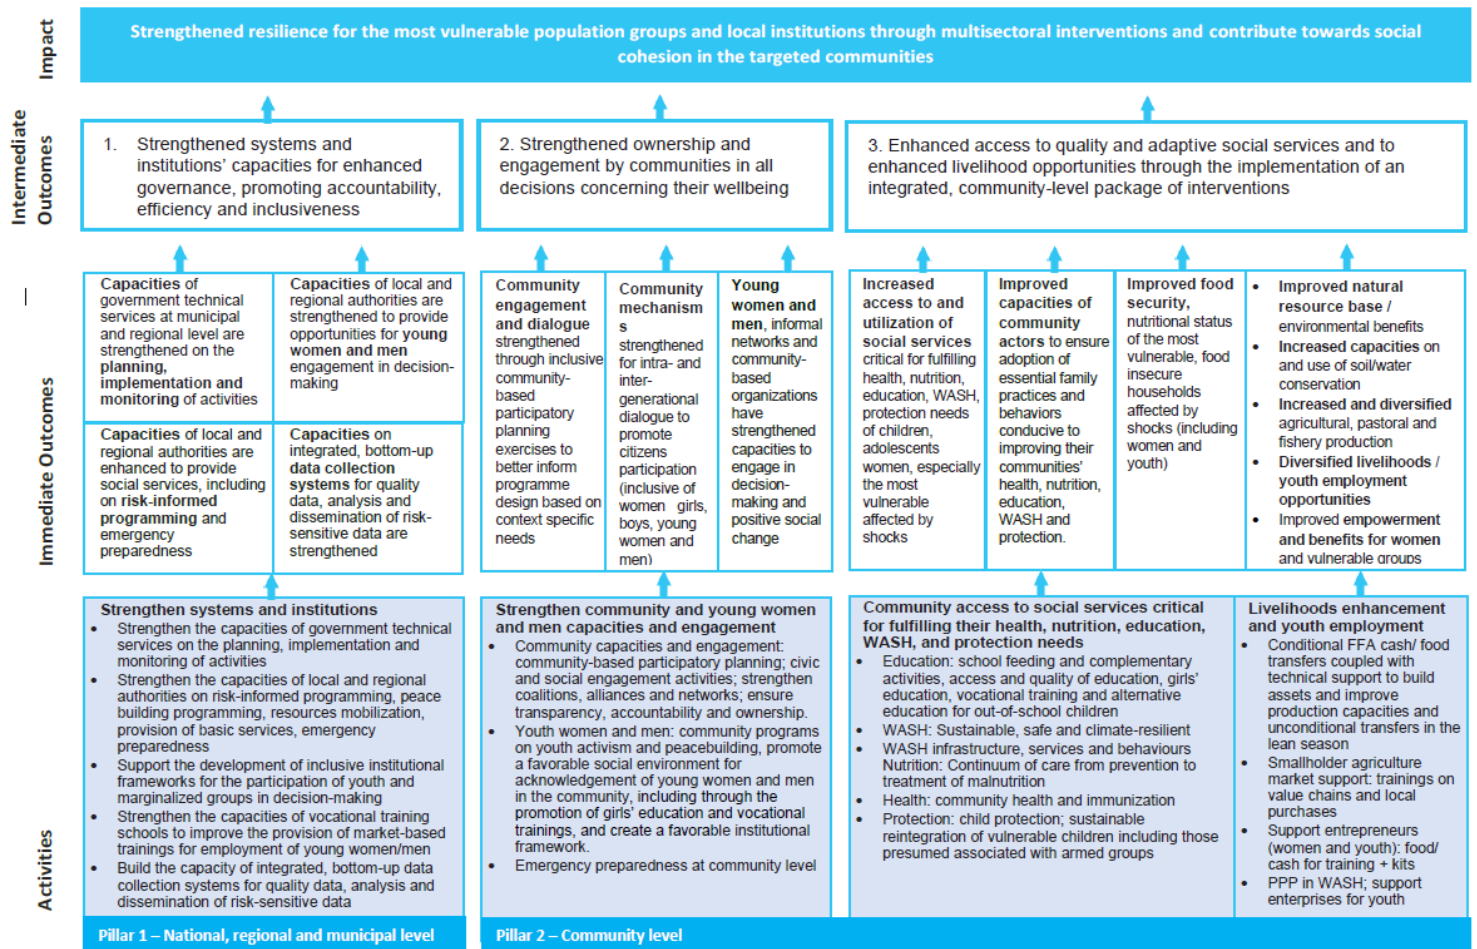 Impact
Strengthened resilience for the most vulnerable population groups and local institutions through multisectoral interventions and contribute towards social
cohesion in the targeted communities
Intermediate
Outcomes
1. Strengthened systems and
institutions' capacities for enhanced
governance, promoting accountability,
efficiency and inclusiveness
2. Strengthened ownership and
engagement by communities in all
decisions concerning their wellbeing
3. Enhanced access to quality and adaptive social services and to
enhanced livelihood opportunities through the implementation of an
integrated, community-level package of interventions
Immediate Outcomes
Capacities of
government technical
services at municipal
and regional level are
strengthened on the
planning,
implementation and
monitoring of activities
Capacities of local and
regional authorities are
strengthened to provide
opportunities for young
women and men
engagement in decision-
making
Capacities of local and
regional authorities are
enhanced to provide
social services, including
on risk-informed
programming and
emergency
preparedness
Capacities on
integrated, bottom-up
data collection
systems for quality
data, analysis and
dissemination of risk-
sensitive data are
strengthened
Community
engagement
and dialogue
strengthened
through inclusive
community-
based
participatory
planning
exercises to
better inform
programme
design based on
context specific
needs
Community
mechanism
s
strengthened
for intra- and
inter-
generational
dialogue to
promote
citizens
participation
(inclusive of
women girls,
boys, young
women and
men)
Young
women and
men, informal
networks and
community-
based
organizations
have
strengthened
capacities to
engage in
decision-
making and
positive social
change
Increased
access to and
utilization of
social services
critical for fulfilling
health, nutrition,
education, WASH,
protection needs
of children,
adolescents
women, especially
the most
vulnerable
affected by
shocks
Improved
capacities of
community
actors to ensure
adoption of
essential family
practices and
behaviors
conducive to
improving their
communities'
health, nutrition,
education,
WASH and
protection.
Improved food
security,
nutritional status
of the most
vulnerable, food
insecure
households
affected by
shocks (including
women and
youth)
• Improved natural
resource base /
environmental benefits
• Increased capacities on
and use of soil/water
conservation
• Increased and diversified
agricultural, pastoral and
fishery production
• Diversified livelihoods /
youth employment
opportunities
• Improved empowerment
and benefits for women
and vulnerable groups
Activities
Strengthen systems and institutions
• Strengthen the capacities of government technical
services on the planning, implementation and
monitoring of activities
• Strengthen the capacities of local and regional
authorities on risk-informed programming, peace
building programming, resources mobilization,
provision of basic services, emergency
preparedness
• Support the development of inclusive institutional
frameworks for the participation of youth and
marginalized groups in decision-making
• Strengthen the capacities of vocational training
schools to improve the provision of market-based
trainings for employment of young women/men
• Build the capacity of integrated, bottom-up data
collection systems for quality data, analysis and
dissemination of risk-sensitive data
Strengthen community and young women
and men capacities and engagement
• Community capacities and engagement:
community-based participatory planning; civic
and social engagement activities; strengthen
coalitions, alliances and networks; ensure
transparency, accountability and ownership.
• Youth women and men: community programs
on youth activism and peacebuilding, promote
a favorable social environment for
acknowledgement of young women and men
in the community, including through the
promotion of girls' education and vocational
trainings, and create a favorable institutional
framework.
• Emergency preparedness at community level
Community access to social services critical
for fulfilling their health, nutrition, education,
WASH, and protection needs
• Education: school feeding and complementary
activities, access and quality of education, girls'
education, vocational training and alternative
education for out-of-school children
• WASH: Sustainable, safe and climate-resilient
• WASH infrastructure, services and behaviours
Nutrition: Continuum of care from prevention to
treatment of malnutrition
• Health: community health and immunization
• Protection: child protection; sustainable
reintegration of vulnerable children including those
presumed associated with armed groups
Livelihoods enhancement
and youth employment
• Conditional FFA cash/ food
transfers coupled with
technical support to build
assets and improve
production capacities and
unconditional transfers in the
lean season
• Smallholder agriculture
market support: trainings on
value chains and local
purchases
• Support entrepreneurs
(women and youth): food/
cash for training + kits
• PPP in WASH; support
enterprises for youth
Pillar 1 – National, regional and municipal level
Pillar 2 – Community level